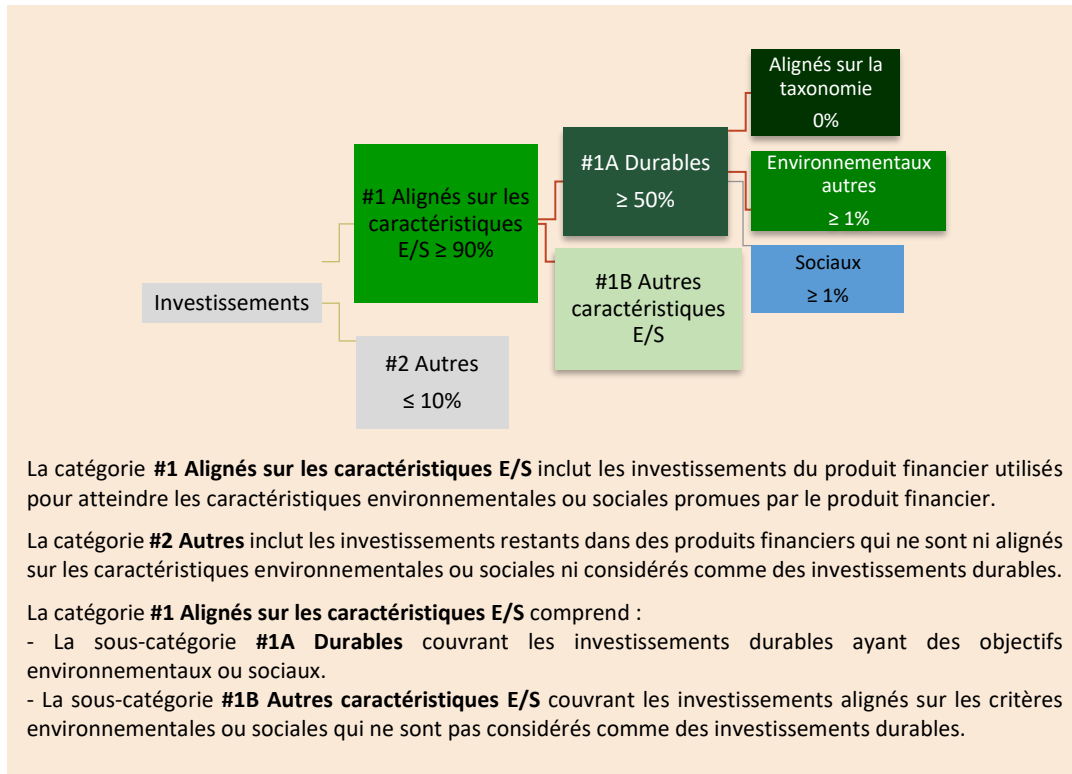 Alignés sur la
taxonomie
0%
#1A Durables
≥ 50%
Environnementaux
autres
≥ 1%
#1 Alignés sur les
caractéristiques
E/S ≥ 90%
Sociaux
≥ 1%
#1B Autres
caractéristiques
E/S
Investissements
#2 Autres
≤ 10%
La catégorie #1 Alignés sur les caractéristiques E/S inclut les investissements du produit financier utilisés
pour atteindre les caractéristiques environnementales ou sociales promues par le produit financier.
La catégorie #2 Autres inclut les investissements restants dans des produits financiers qui ne sont ni alignés
sur les caractéristiques environnementales ou sociales ni considérés comme des investissements durables.
La catégorie #1 Alignés sur les caractéristiques E/S comprend :
- La sous-catégorie #1A Durables couvrant les investissements durables ayant des objectifs
environnementaux ou sociaux.
- La sous-catégorie #1B Autres caractéristiques E/S couvrant les investissements alignés sur les critères
environnementales ou sociales qui ne sont pas considérés comme des investissements durables.